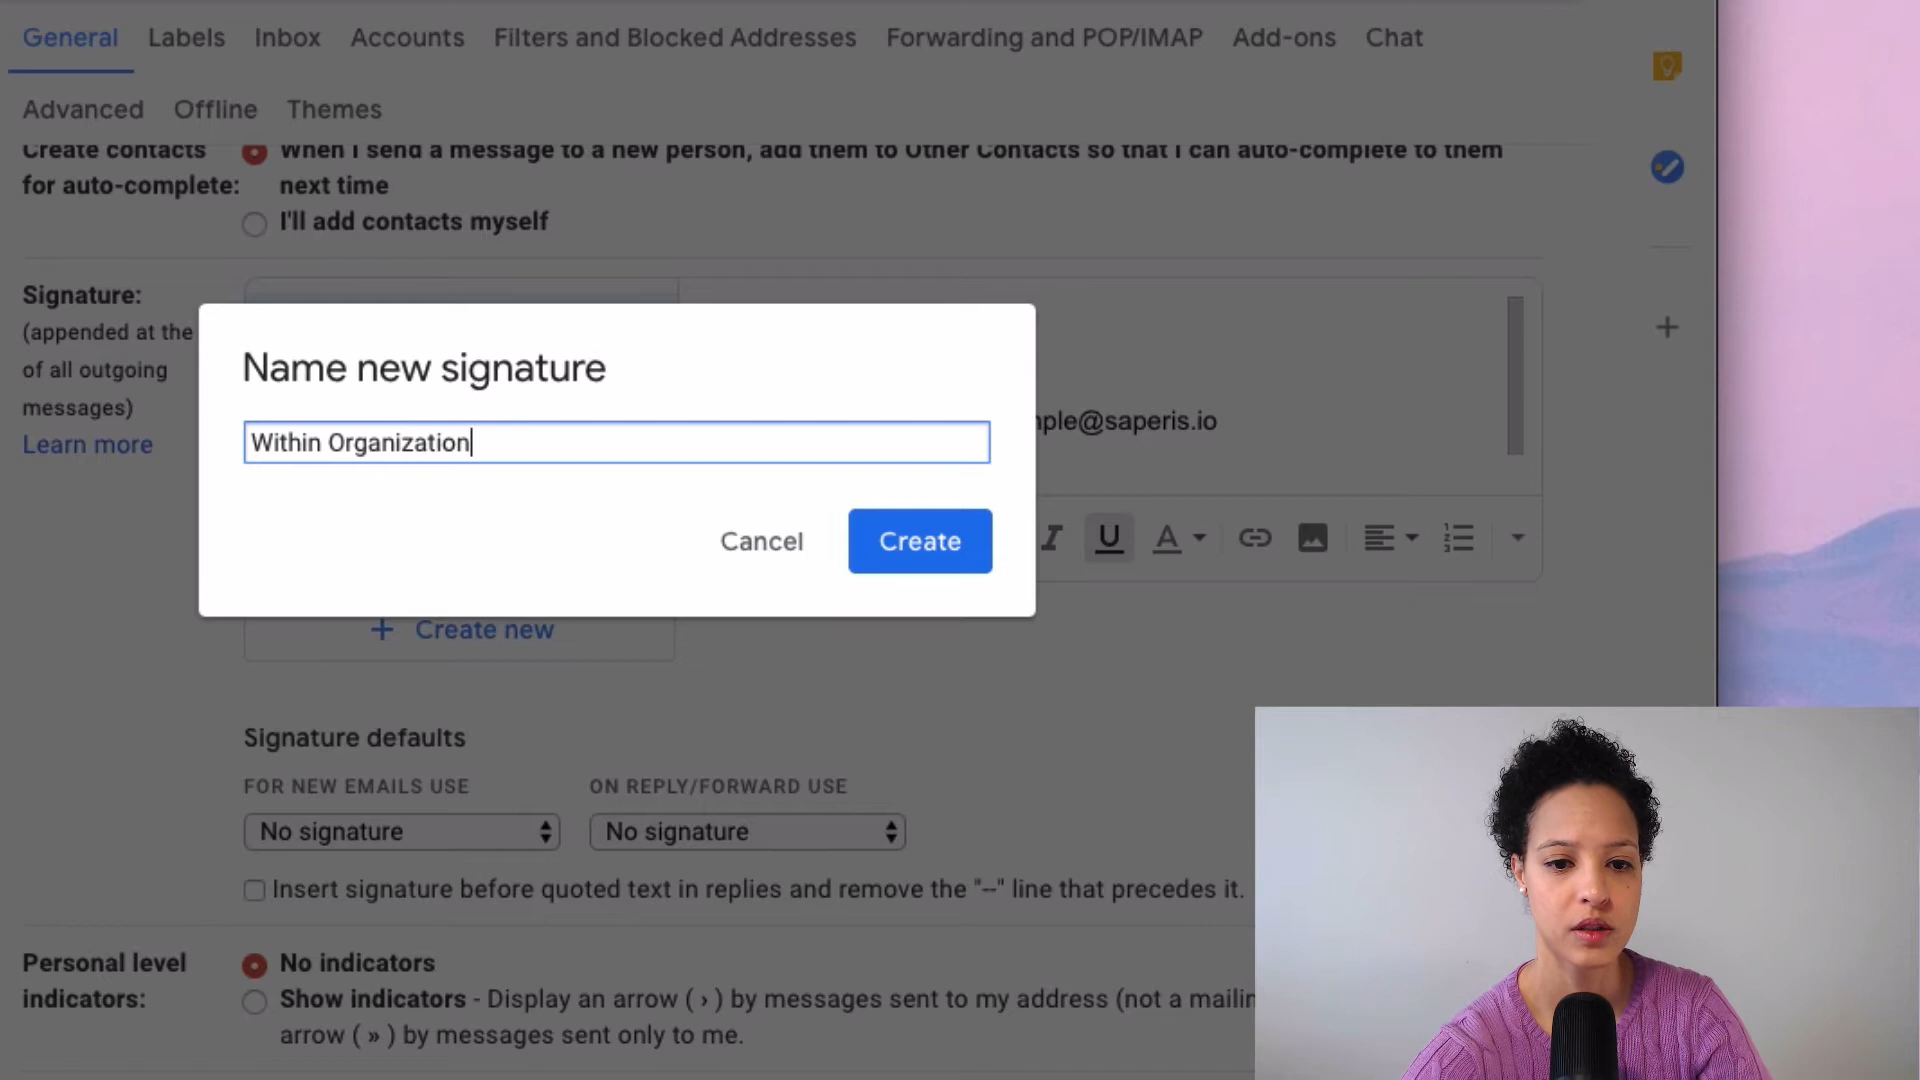 General Labels Inbox Accounts Filters and Blocked Addresses Forwarding and POP/IMAP Add-ons Chat
Advanced Offline Themes
Create contacts
for auto-complete:
When I send a message to a new person, add them to Other Contacts so that I can auto-complete to them
next time
I'll add contacts myself
Signature:
(appended at the
of all outgoing
messages)
Learn more
Name new signature
Within Organization
Cancel Create
@saperis.io
I U A
+ Create new
Signature defaults
FOR NEW EMAILS USE ON REPLY/FORWARD USE
No signature No signature
Insert signature before quoted text in replies and remove the "--" line that precedes it.
Personal level
indicators:
No indicators
Show indicators - Display an arrow ( › ) by messages sent to my address (not a
arrow ( » ) by messages sent only to me.